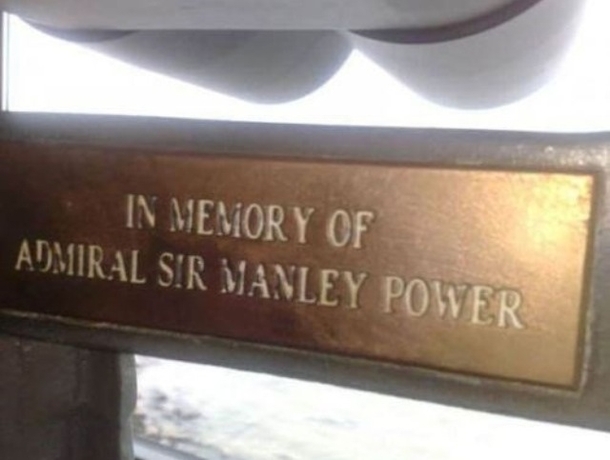 IN MEMORY OF
ADMIRAL SIR MANLEY POWER